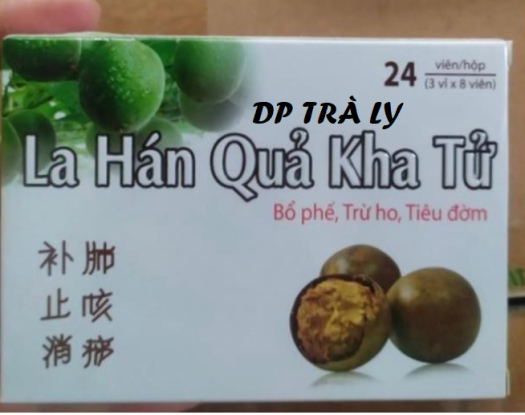 24 viên/hộp
(3 vỉ x 8 viên)
DP TRÀ LY
La Hán Quả Kha Tử
Bổ phế, Trừ ho, Tiêu đờm
补肺
止咳
消痨